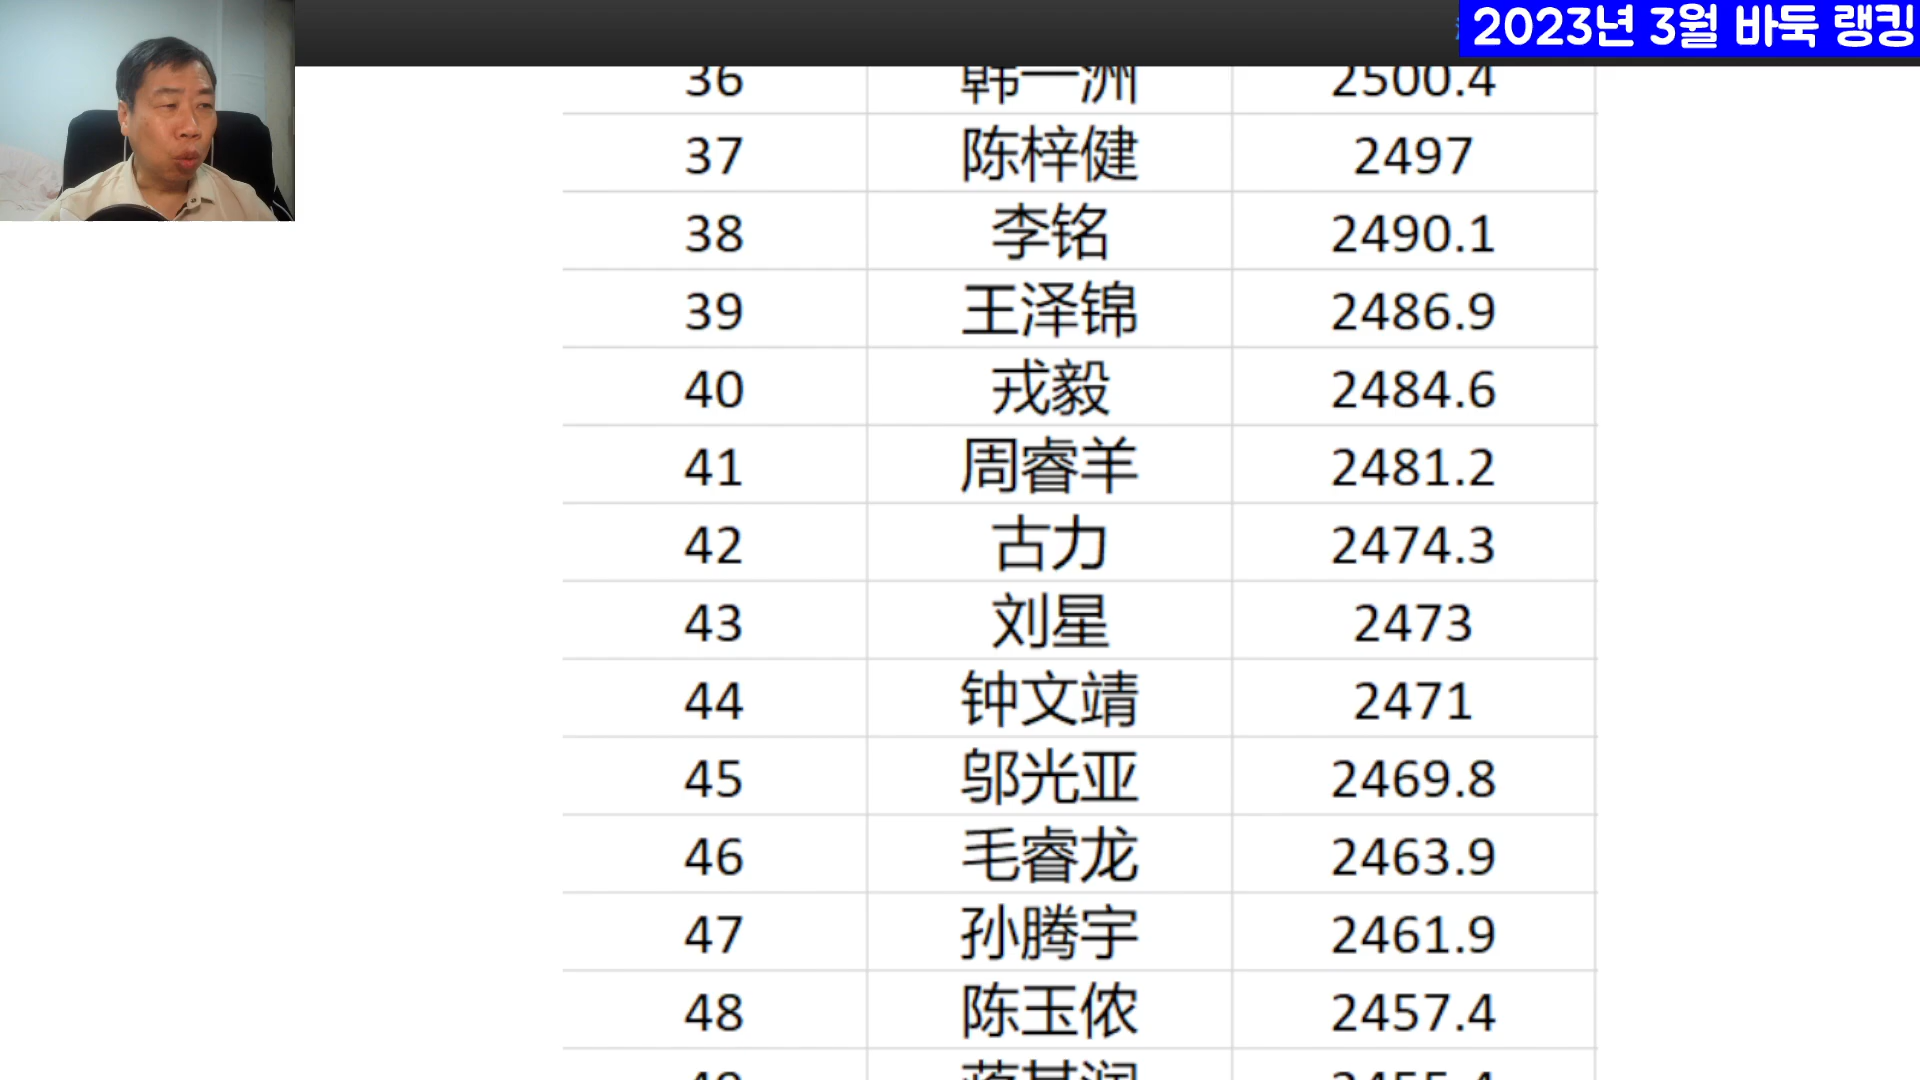 2023년 3월 바둑 랭킹
36 韩一洲 2500.4
37 陈梓健 2497
38 李铭 2490.1
39 王泽锦 2486.9
40 戎毅 2484.6
41 周睿羊 2481.2
42 古力 2474.3
43 刘星 2473
44 钟文靖 2471
45 邬光亚 2469.8
46 毛睿龙 2463.9
47 孙腾宇 2461.9
48 陈玉侬 2457.4